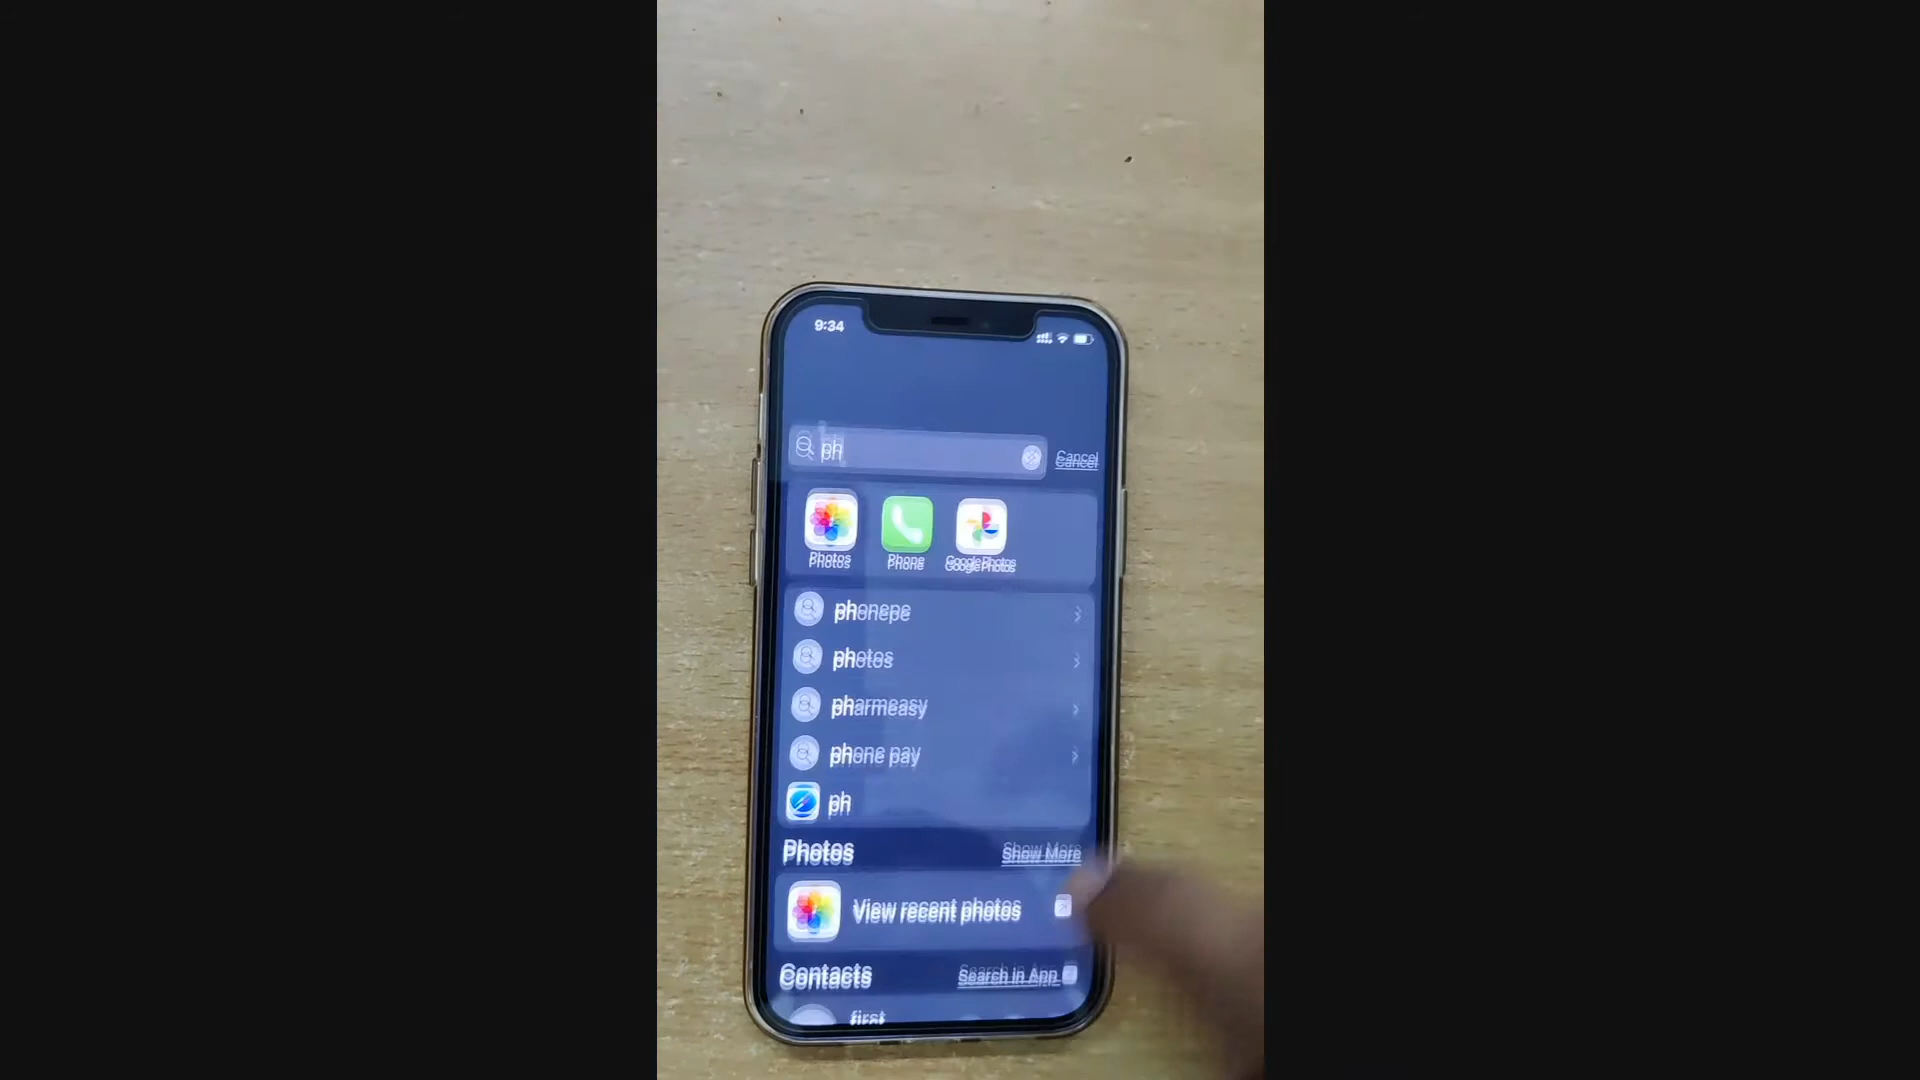 9:34
ph
Cancel
Photos
Phone
Google Photos
phonepe
photos
pharmeasy
phone pay
ph
Photos
Show More
View recent photos
Contacts
Search in App
first